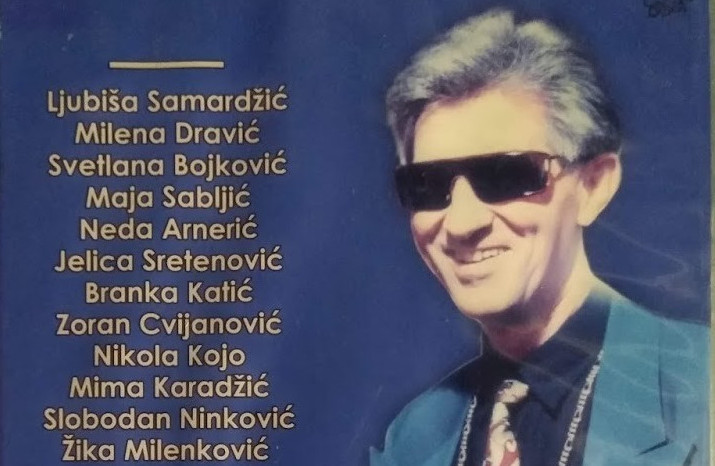 Ljubiša Samardžić
Milena Dravić
Svetlana Bojković
Maja Sabljić
Neda Arnerić
Jelica Sretenović
Branka Katić
Zoran Cvijanović
Nikola Kojo
Mima Karadžić
Slobodan Ninković
Žika Milenković